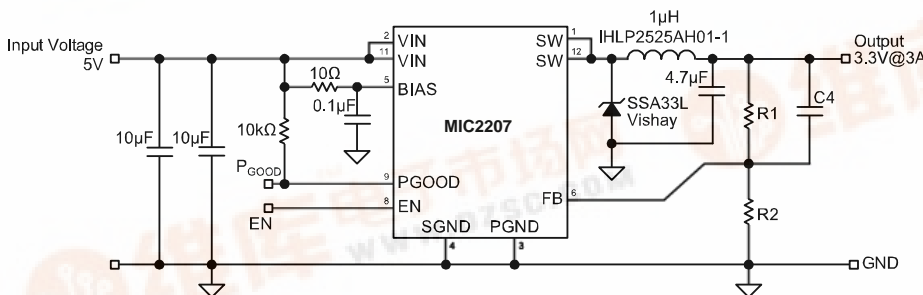 1µH
IHLP2525AH01-1
Input Voltage
5V
2
VIN
11
VIN
10Ω
5
BIAS
0.1µF
10kΩ
10µF
10µF
PGOOD
9
PGOOD
8
EN
EN
SGND
4
PGND
3
MIC2207
SW
1
SW
12
FB
6
4.7µF
SSA33L
Vishay
Output
3.3V@3A
R1
C4
R2
GND